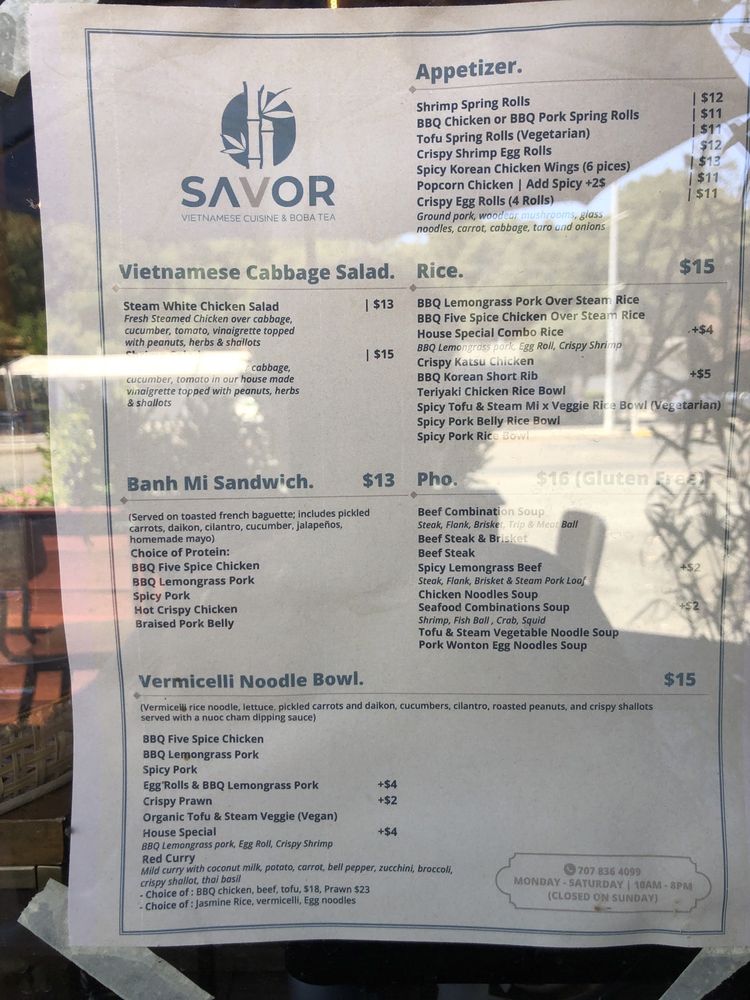 SAVOR
VIETNAMESE CUISINE & BOBA TEA
Appetizer.
Shrimp Spring Rolls | $12
BBQ Chicken or BBQ Pork Spring Rolls | $11
Tofu Spring Rolls (Vegetarian) | $11
Crispy Shrimp Egg Rolls | $12
Spicy Korean Chicken Wings (6 pices) | $13
Popcorn Chicken | Add Spicy +2$ | $11
Crispy Egg Rolls (4 Rolls) | $11
Ground pork, woodear mushrooms, glass
noodles, carrot, cabbage, taro and onions
Vietnamese Cabbage Salad.
Steam White Chicken Salad | $13
Fresh Steamed Chicken over cabbage,
cucumber, tomato, vinaigrette topped
with peanuts, herbs & shallots
| $15
cabbage,
cucumber, tomato in our house made
vinaigrette topped with peanuts, herbs
& shallots
Rice. $15
BBQ Lemongrass Pork Over Steam Rice
BBQ Five Spice Chicken Over Steam Rice
House Special Combo Rice +$4
BBQ Lemongrass pork, Egg Roll, Crispy Shrimp
Crispy Katsu Chicken
BBQ Korean Short Rib +$5
Teriyaki Chicken Rice Bowl
Spicy Tofu & Steam Mi x Veggie Rice Bowl (Vegetarian)
Spicy Pork Belly Rice Bowl
Spicy Pork Rice Bowl
Banh Mi Sandwich. $13
(Served on toasted french baguette; includes pickled
carrots, daikon, cilantro, cucumber, jalapeños,
homemade mayo)
Choice of Protein:
BBQ Five Spice Chicken
BBQ Lemongrass Pork
Spicy Pork
Hot Crispy Chicken
Braised Pork Belly
Pho. $16 (Gluten Free)
Beef Combination Soup
Steak, Flank, Brisket, Trip & Meat Ball
Beef Steak & Brisket
Beef Steak
Spicy Lemongrass Beef +$2
Steak, Flank, Brisket & Steam Pork Loaf
Chicken Noodles Soup
Seafood Combinations Soup +$2
Shrimp, Fish Ball , Crab, Squid
Tofu & Steam Vegetable Noodle Soup
Pork Wonton Egg Noodles Soup
Vermicelli Noodle Bowl. $15
(Vermicelli rice noodle, lettuce, pickled carrots and daikon, cucumbers, cilantro, roasted peanuts, and crispy shallots
served with a nuoc cham dipping sauce)
BBQ Five Spice Chicken
BBQ Lemongrass Pork
Spicy Pork
Egg Rolls & BBQ Lemongrass Pork +$4
Crispy Prawn +$2
Organic Tofu & Steam Veggie (Vegan)
House Special +$4
BBQ Lemongrass pork, Egg Roll, Crispy Shrimp
Red Curry
Mild curry with coconut milk, potato, carrot, bell pepper, zucchini, broccoli,
crispy shallot, thai basil
- Choice of : BBQ chicken, beef, tofu, $18, Prawn $23
- Choice of : Jasmine Rice, vermicelli, Egg noodles
707 836 4099
MONDAY - SATURDAY | 10AM - 8PM
(CLOSED ON SUNDAY)